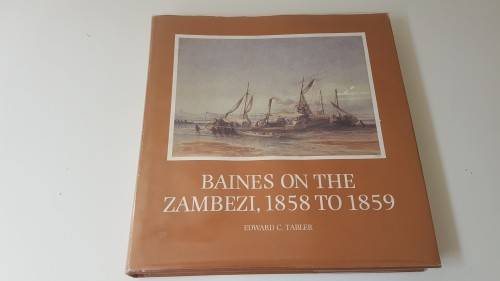 BAINES ON THE
ZAMBEZI, 1858 TO 1859
EDWARD C. TABLER